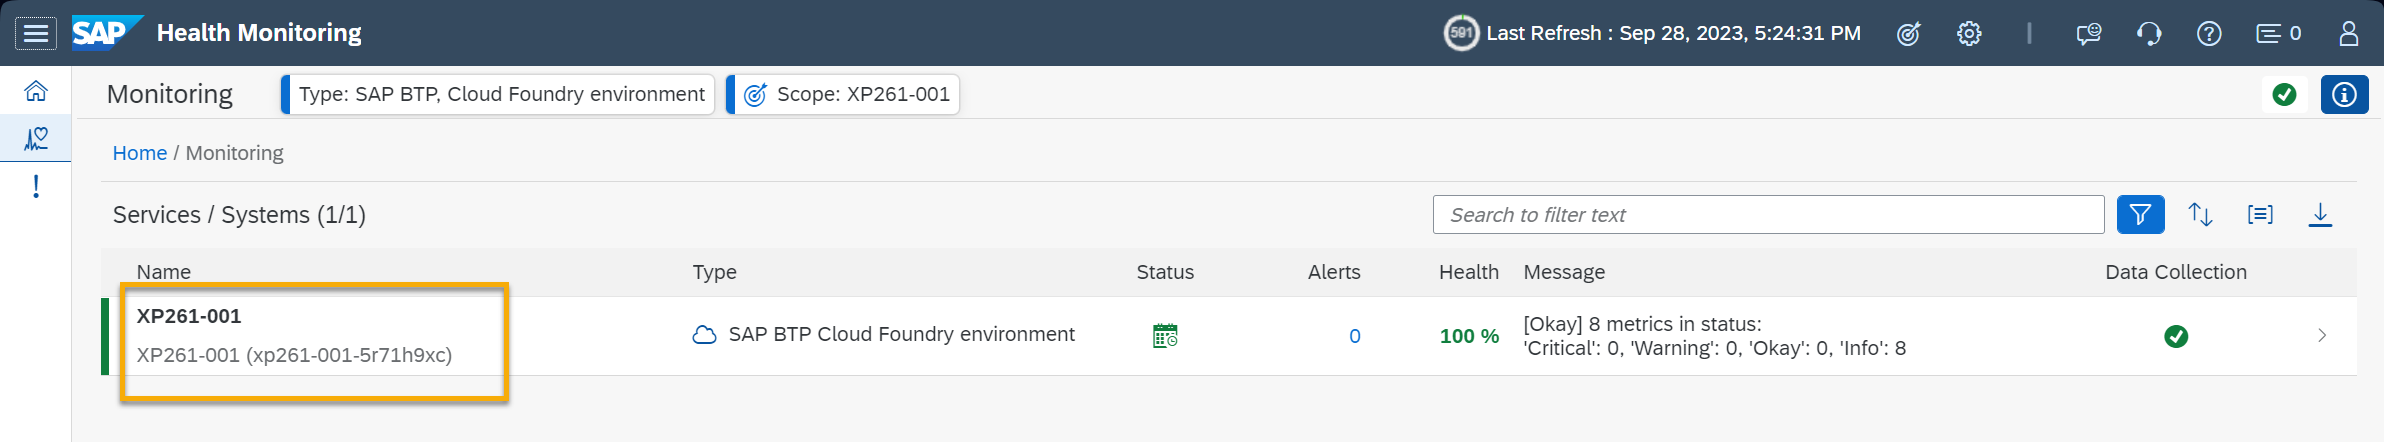 SAP Health Monitoring 591 Last Refresh : Sep 28, 2023, 5:24:31 PM 0
Monitoring Type: SAP BTP, Cloud Foundry environment Scope: XP261-001
Home / Monitoring
Services / Systems (1/1) Search to filter text
Name Type Status Alerts Health Message Data Collection
XP261-001
XP261-001 (xp261-001-5r71h9xc)
SAP BTP Cloud Foundry environment
0
100 %
[Okay] 8 metrics in status:
'Critical': 0, 'Warning': 0, 'Okay': 0, 'Info': 8